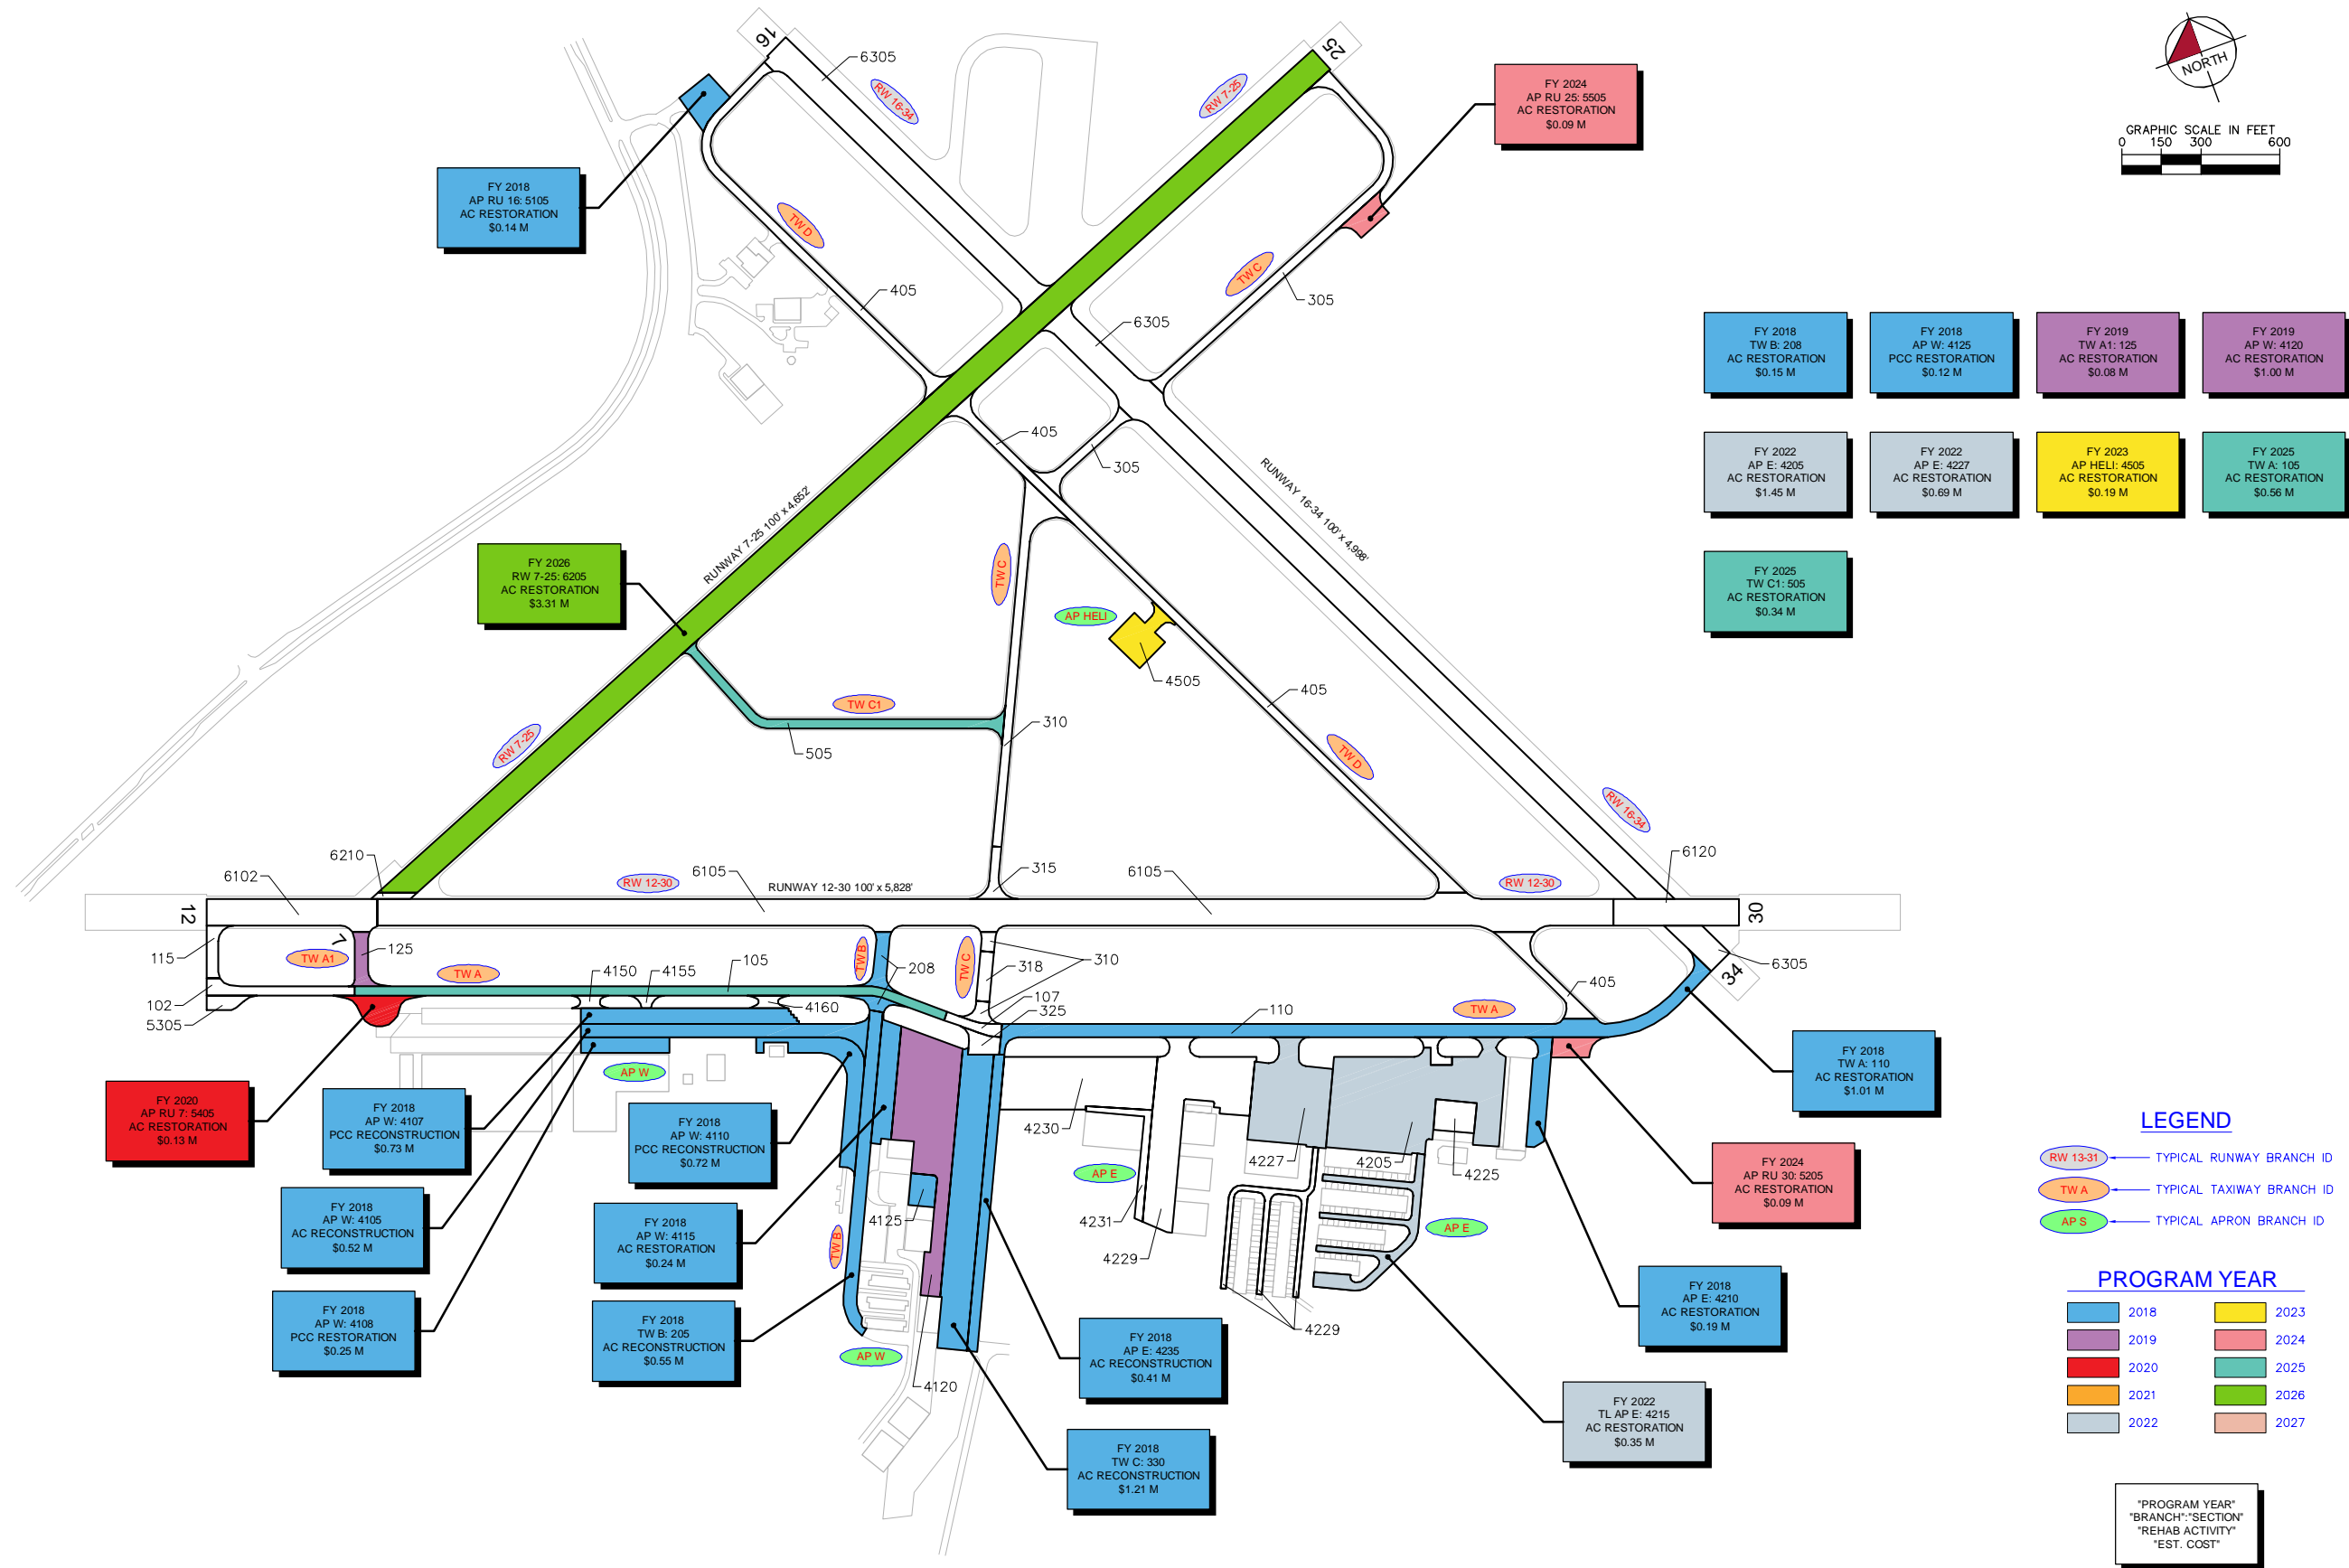 16
6305
RW 16-34
RW 7-25
25
NORTH
GRAPHIC SCALE IN FEET
0 150 300 600
FY 2024
AP RU 25: 5505
AC RESTORATION
$0.09 M
FY 2018
AP RU 16: 5105
AC RESTORATION
$0.14 M
TW D
TW C
405
305
6305
FY 2018
TW B: 208
AC RESTORATION
$0.15 M
FY 2018
AP W: 4125
PCC RESTORATION
$0.12 M
FY 2019
TW A1: 125
AC RESTORATION
$0.08 M
FY 2019
AP W: 4120
AC RESTORATION
$1.00 M
405
305
FY 2022
AP E: 4205
AC RESTORATION
$1.45 M
FY 2022
AP E: 4227
AC RESTORATION
$0.69 M
FY 2023
AP HELI: 4505
AC RESTORATION
$0.19 M
FY 2025
TW A: 105
AC RESTORATION
$0.56 M
RUNWAY 16-34 100' x 4,998'
RUNWAY 7-25 100' x 4,652'
FY 2026
RW 7-25: 6205
AC RESTORATION
$3.31 M
TW C
AP HELI
FY 2025
TW C1: 505
AC RESTORATION
$0.34 M
4505
405
TW C1
505
310
RW 7-25
TW D
RW 16-34
6210
6102
6105
315
6105
6120
RW 12-30
RUNWAY 12-30 100' x 5,828'
RW 12-30
12
30
7
115
TW A1
125
TW A
4150
4155
105
TW B
208
TW C
318
310
6305
34
405
102
5305
4160
107
325
110
TW A
FY 2018
TW A: 110
AC RESTORATION
$1.01 M
AP W
FY 2020
AP RU 7: 5405
AC RESTORATION
$0.13 M
FY 2018
AP W: 4107
PCC RECONSTRUCTION
$0.73 M
FY 2018
AP W: 4110
PCC RECONSTRUCTION
$0.72 M
4230
4227
4205
4225
FY 2024
AP RU 30: 5205
AC RESTORATION
$0.09 M
AP E
FY 2018
AP W: 4105
AC RECONSTRUCTION
$0.52 M
FY 2018
AP W: 4115
AC RESTORATION
$0.24 M
4125
4231
4229
AP E
TW B
FY 2018
AP W: 4108
PCC RESTORATION
$0.25 M
FY 2018
TW B: 205
AC RECONSTRUCTION
$0.55 M
AP W
4120
FY 2018
AP E: 4235
AC RECONSTRUCTION
$0.41 M
4229
FY 2018
AP E: 4210
AC RESTORATION
$0.19 M
FY 2022
TL AP E: 4215
AC RESTORATION
$0.35 M
FY 2018
TW C: 330
AC RECONSTRUCTION
$1.21 M
LEGEND
RW 13-31 TYPICAL RUNWAY BRANCH ID
TW A TYPICAL TAXIWAY BRANCH ID
AP S TYPICAL APRON BRANCH ID
PROGRAM YEAR
2018 2023
2019 2024
2020 2025
2021 2026
2022 2027
"PROGRAM YEAR"
"BRANCH":"SECTION"
"REHAB ACTIVITY"
"EST. COST"